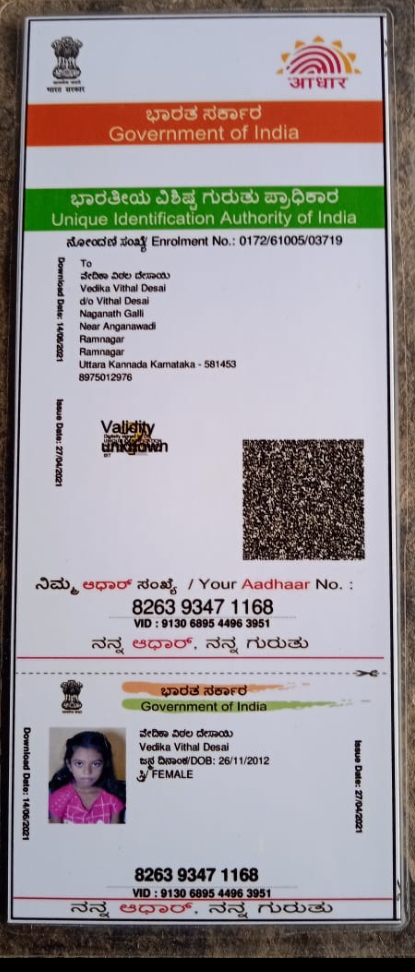 भारत सरकार
आधार
ಭಾರತ ಸರ್ಕಾರ
Government of India
ಭಾರತೀಯ ವಿಶಿಷ್ಟ ಗುರುತು ಪ್ರಾಧಿಕಾರ
Unique Identification Authority of India
ನೋಂದಣಿ ಸಂಖ್ಯೆ/ Enrolment No.: 0172/61005/03719
Download Date: 14/06/2021
To
ವೇದಿಕಾ ವಿಠಲ ದೇಸಾಯಿ
Vedika Vithal Desai
d/o Vithal Desai
Naganath Galli
Near Anganawadi
Ramnagar
Ramnagar
Uttara Kannada Karnataka - 581453
8975012976
Issue Date: 27/04/2021
Validity
unknown
ನಿಮ್ಮ ಆಧಾರ್ ಸಂಖ್ಯೆ / Your Aadhaar No. :
8263 9347 1168
VID : 9130 6895 4496 3951
ನನ್ನ ಆಧಾರ್, ನನ್ನ ಗುರುತು
ಭಾರತ ಸರ್ಕಾರ
Government of India
Download Date: 14/06/2021
ವೇದಿಕಾ ವಿಠಲ ದೇಸಾಯಿ
Vedika Vithal Desai
ಜನ್ಮ ದಿನಾಂಕ/DOB: 26/11/2012
/ FEMALE
Issue Date: 27/04/2021
8263 9347 1168
VID : 9130 6895 4496 3951
ನನ್ನ ಆಧಾರ್, ನನ್ನ ಗುರುತು